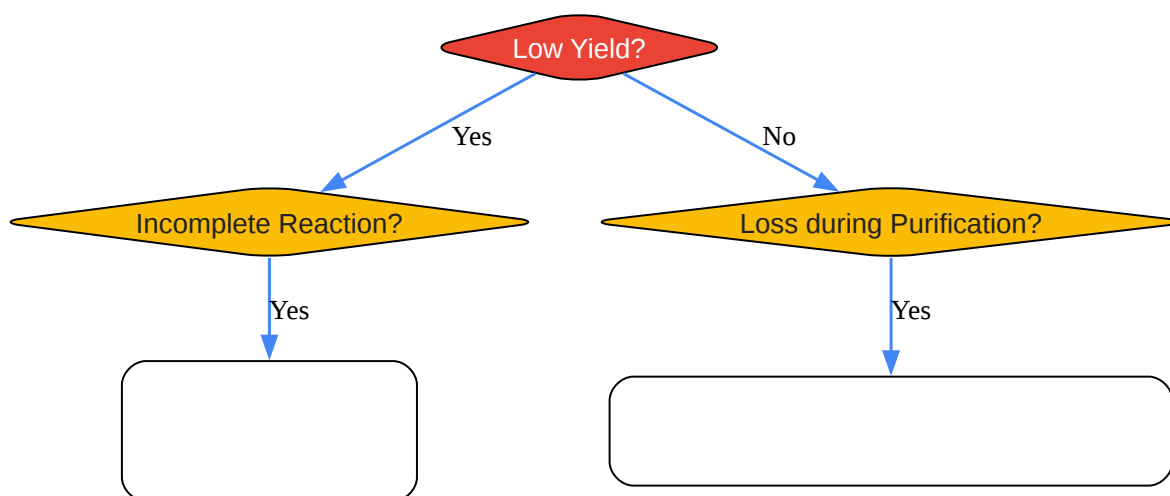 Low Yield?
Yes
No
Incomplete Reaction?
Loss during Purification?
Yes
Yes